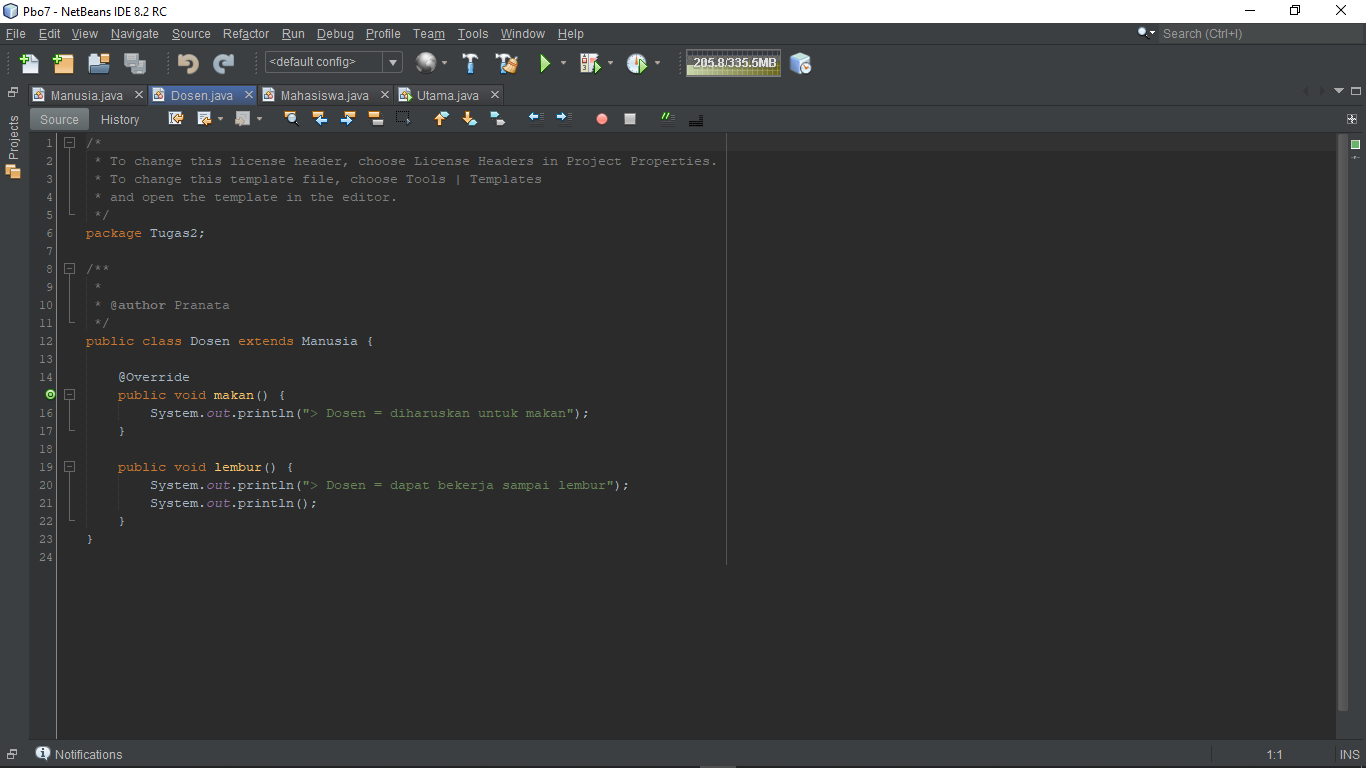 Pbo7 - NetBeans IDE 8.2 RC
File Edit View Navigate Source Refactor Run Debug Profile Team Tools Window Help
Search (Ctrl+I)
<default config>
205.8/335.5MB
Manusia.java Dosen.java Mahasiswa.java Utama.java
Projects
Source History
1 /*
2 * To change this license header, choose License Headers in Project Properties.
3 * To change this template file, choose Tools | Templates
4 * and open the template in the editor.
5 */
6 package Tugas2;
7
8 /**
9 *
10 * @author Pranata
11 */
12 public class Dosen extends Manusia {
13
14 @Override
public void makan() {
16 System.out.println("> Dosen = diharuskan untuk makan");
17 }
18
19 public void lembur() {
20 System.out.println("> Dosen = dapat bekerja sampai lembur");
21 System.out.println();
22 }
23 }
24
Notifications
1:1
INS